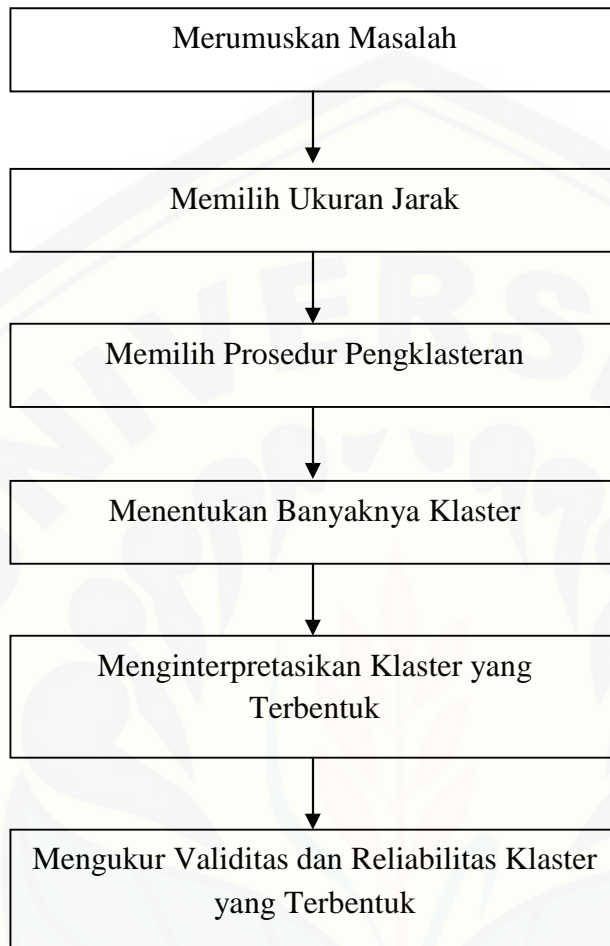 Merumuskan Masalah
Memilih Ukuran Jarak
Memilih Prosedur Pengklasteran
Menentukan Banyaknya Klaster
Menginterpretasikan Klaster yang
Terbentuk
Mengukur Validitas dan Reliabilitas Klaster
yang Terbentuk